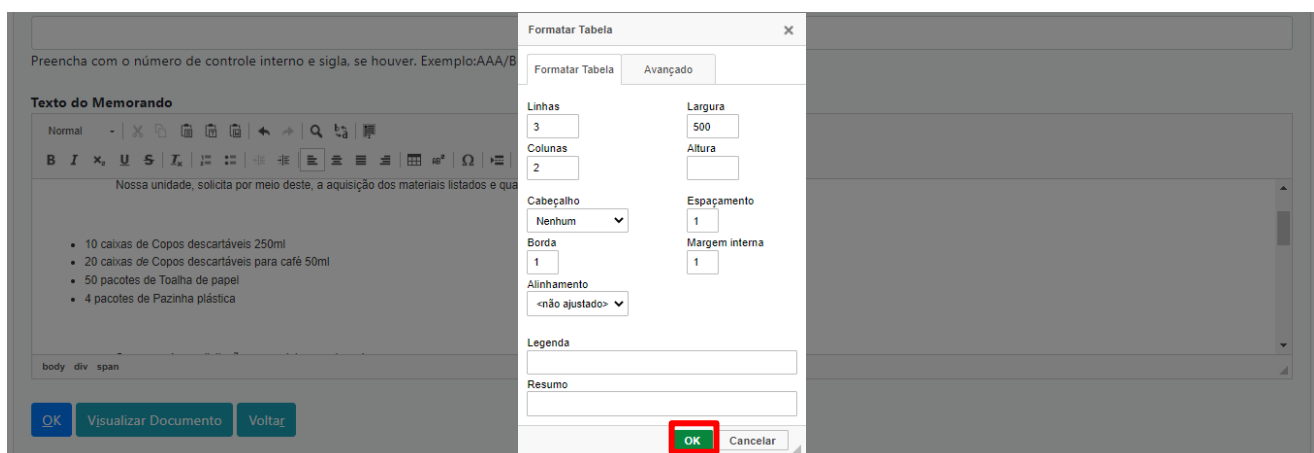 Formatar Tabela
Preencha com o número de controle interno e sigla, se houver. Exemplo:AAA/B
Formatar Tabela Avançado
Texto do Memorando
Linhas Largura
3 500
Normal
Colunas Altura
2
B I U S Ω
Nossa unidade, solicita por meio deste, a aquisição dos materiais listados e qua
Cabeçalho Espaçamento
Nenhum 1
10 caixas de Copos descartáveis 250ml
Borda Margem interna
20 caixas de Copos descartáveis para café 50ml
1 1
50 pacotes de Toalha de papel
Alinhamento
4 pacotes de Pazinha plástica
<não ajustado>
Legenda
body div span
Resumo
OK Visualizar Documento Voltar
OK Cancelar